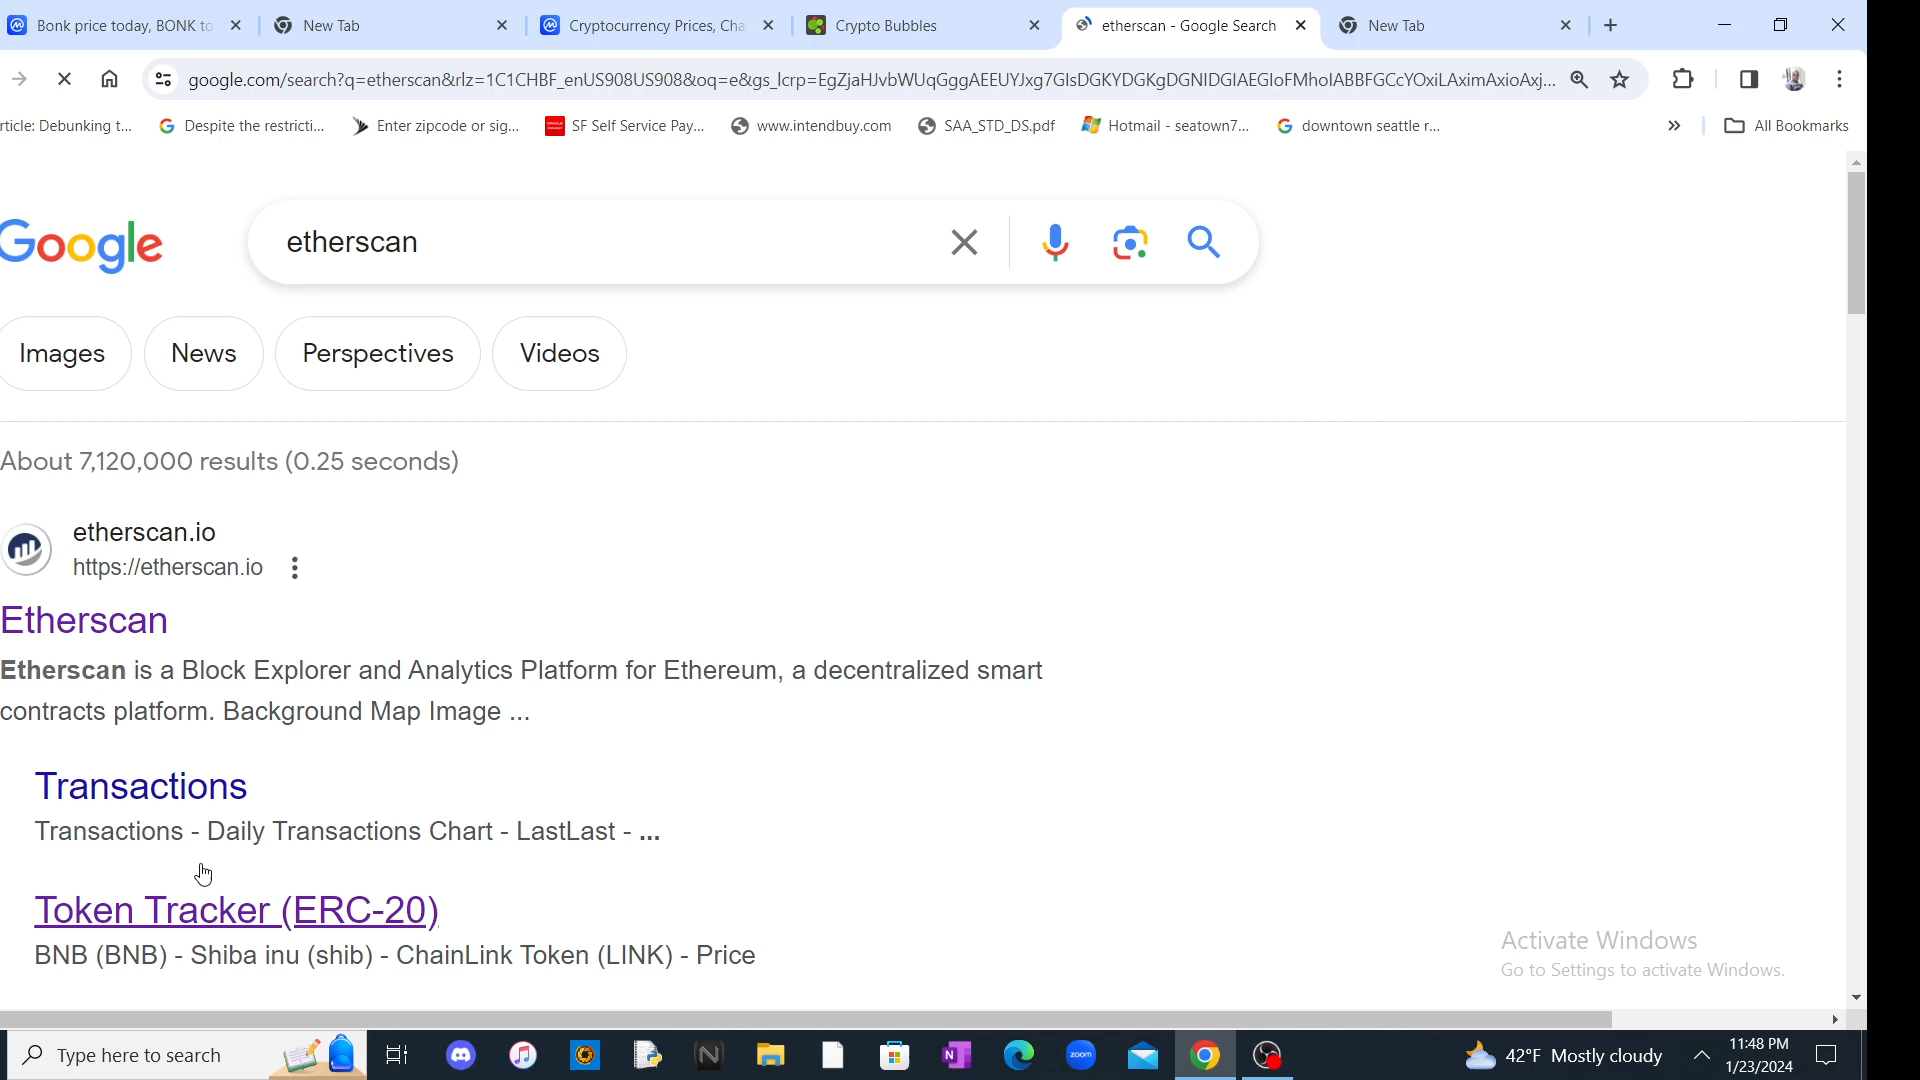 Bonk price today, BONK to
New Tab
Cryptocurrency Prices, Cha
Crypto Bubbles
etherscan - Google Search
New Tab
google.com/search?q=etherscan&rlz=1C1CHBF_enUS908US908&oq=e&gs_lcrp=EgZjaHJvbWUqGggAEEUYJxg7GIsDGKYDGKgDGNIDGIAEGIoFMhoIABBFGCcYOxiLAximAxioAxj...
rticle: Debunking t...
Despite the restricti...
Enter zipcode or sig...
SF Self Service Pay...
www.intendbuy.com
SAA_STD_DS.pdf
Hotmail - seatown7...
downtown seattle r...
All Bookmarks
Google
etherscan
Images
News
Perspectives
Videos
About 7,120,000 results (0.25 seconds)
etherscan.io
https://etherscan.io
Etherscan
Etherscan is a Block Explorer and Analytics Platform for Ethereum, a decentralized smart
contracts platform. Background Map Image ...
Transactions
Transactions - Daily Transactions Chart - LastLast - ...
Token Tracker (ERC-20)
BNB (BNB) - Shiba inu (shib) - ChainLink Token (LINK) - Price
Activate Windows
Go to Settings to activate Windows.
Type here to search
zoom
42°F Mostly cloudy
11:48 PM
1/23/2024